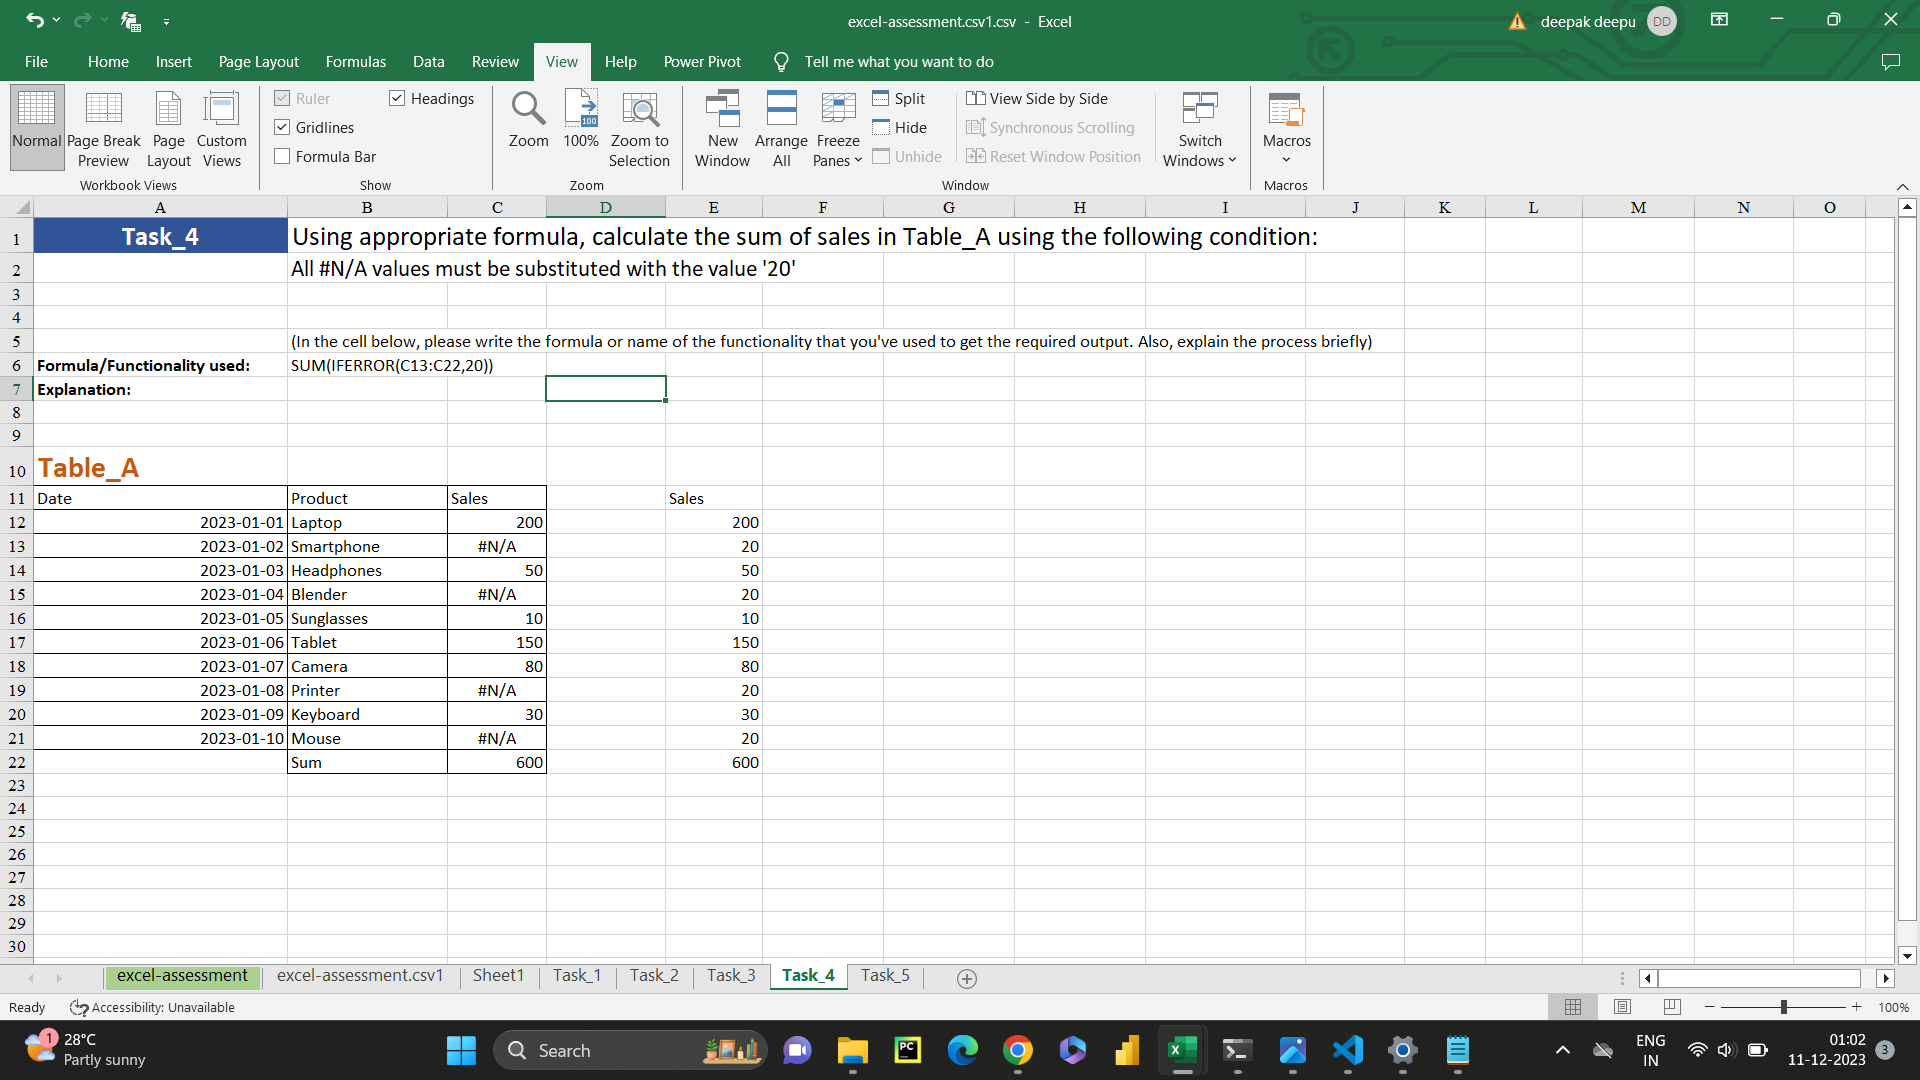 excel-assessment.csv1.csv - Excel
deepak deepu DD
File Home Insert Page Layout Formulas Data Review View Help Power Pivot Tell me what you want to do
Normal
Page Break Preview
Page Layout
Custom Views
Workbook Views
Ruler
Gridlines
Formula Bar
Headings
Show
Zoom
100
100%
Zoom to Selection
Zoom
New Window
Arrange All
Freeze Panes
Split
Hide
Unhide
View Side by Side
Synchronous Scrolling
Reset Window Position
Switch Windows
Window
Macros
Macros
A B C D E F G H I J K L M N O
1 Task_4 Using appropriate formula, calculate the sum of sales in Table_A using the following condition:
2 All #N/A values must be substituted with the value '20'
3
4
5 (In the cell below, please write the formula or name of the functionality that you've used to get the required output. Also, explain the process briefly)
6 Formula/Functionality used: SUM(IFERROR(C13:C22,20))
7 Explanation:
8
9
10 Table_A
11 Date Product Sales Sales
12 2023-01-01 Laptop 200 200
13 2023-01-02 Smartphone #N/A 20
14 2023-01-03 Headphones 50 50
15 2023-01-04 Blender #N/A 20
16 2023-01-05 Sunglasses 10 10
17 2023-01-06 Tablet 150 150
18 2023-01-07 Camera 80 80
19 2023-01-08 Printer #N/A 20
20 2023-01-09 Keyboard 30 30
21 2023-01-10 Mouse #N/A 20
22 Sum 600 600
23
24
25
26
27
28
29
30
excel-assessment excel-assessment.csv1 Sheet1 Task_1 Task_2 Task_3 Task_4 Task_5
Ready Accessibility: Unavailable 100%
1 28°C
Partly sunny
Search
PC
ENG
IN
01:02
11-12-2023
3